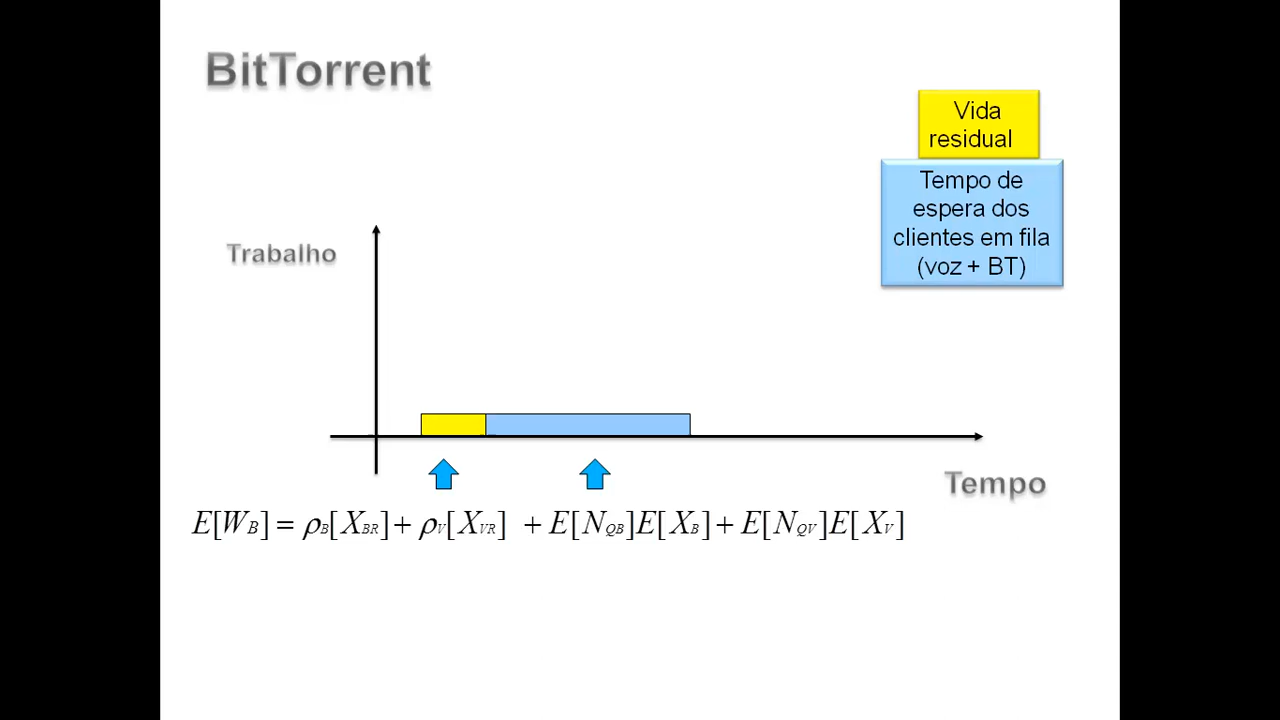 BitTorrent
Vida
residual
Tempo de
espera dos
clientes em fila
(voz + BT)
Trabalho
Tempo
E[W_B] = ρ_B[X_BR] + ρ_V[X_VR] + E[N_QB]E[X_B] + E[N_QV]E[X_V]